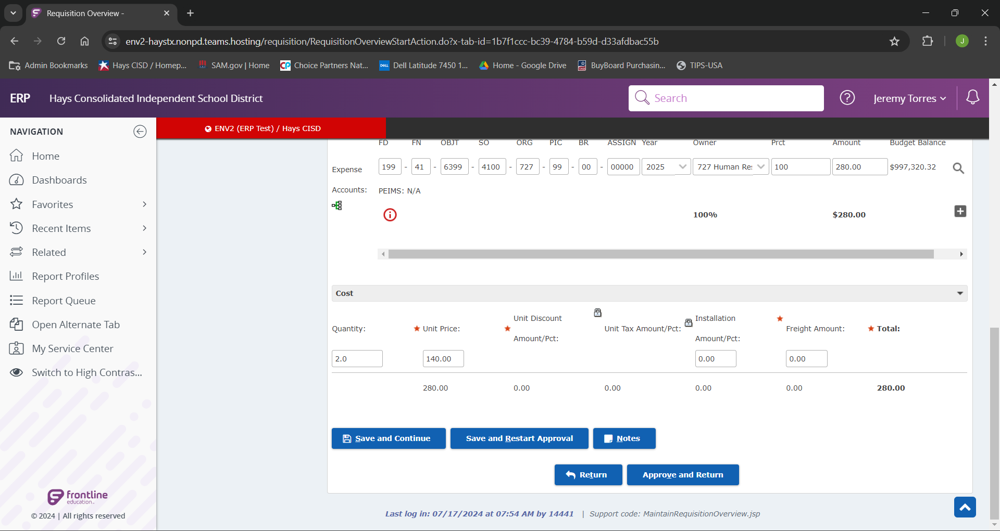 Requisition Overview -
env2-haystx.nonpd.teams.hosting/requisition/RequisitionOverviewStartAction.do?x-tab-id=1b7f1ccc-bc39-4784-b59d-d33afdbac55b
J
Admin Bookmarks
Hays CISD / Homep...
SAM.gov | Home
Choice Partners Nat...
Dell Latitude 7450 1...
Home - Google Drive
BuyBoard Purchasin...
TIPS-USA
ERP Hays Consolidated Independent School District
Search
Jeremy Torres
NAVIGATION
Home
Dashboards
Favorites
Recent Items
Related
Report Profiles
Report Queue
Open Alternate Tab
My Service Center
Switch to High Contras...
frontline
education
© 2024 | All rights reserved
ENV2 (ERP Test) / Hays CISD
FD FN OBJT SO ORG PIC BR ASSIGN Year Owner Prct Amount Budget Balance
Expense
Accounts:
199 - 41 - 6399 - 4100 - 727 - 99 - 00 - 00000 2025 727 Human Res 100 280.00 $997,320.32
PEIMS: N/A
100% $280.00
Cost
Quantity: Unit Price: Unit Discount Amount/Pct: Unit Tax Amount/Pct: Installation Amount/Pct: Freight Amount: Total:
2.0 140.00 0.00 0.00
280.00 0.00 0.00 0.00 0.00 280.00
Save and Continue
Save and Restart Approval
Notes
Return
Approve and Return
Last log in: 07/17/2024 at 07:54 AM by 14441 | Support code: MaintainRequisitionOverview.jsp